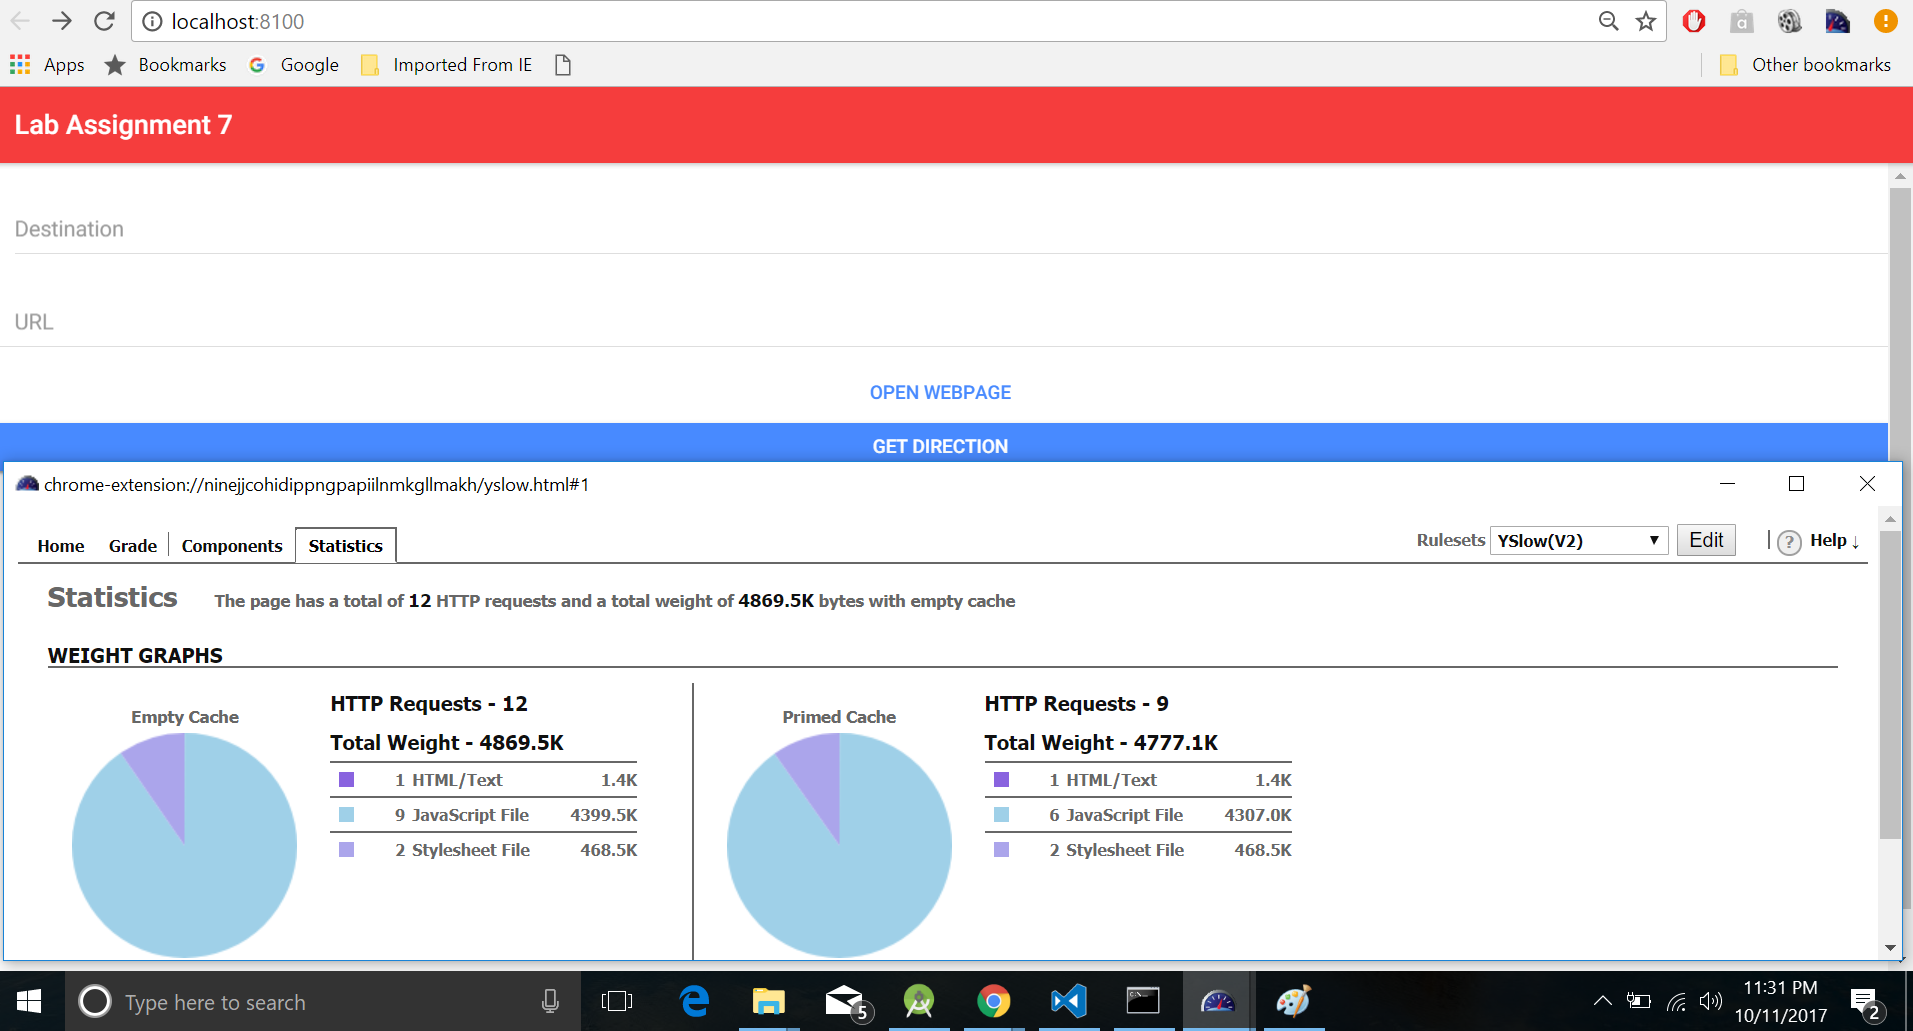 localhost:8100
Apps Bookmarks Google Imported From IE Other bookmarks
Lab Assignment 7
Destination
URL
OPEN WEBPAGE
GET DIRECTION
chrome-extension://ninejjcohidippngpapiilnmkgllmakh/yslow.html#1
Home Grade Components Statistics Rulesets YSlow(V2) Edit ? Help ↓
Statistics The page has a total of 12 HTTP requests and a total weight of 4869.5K bytes with empty cache
WEIGHT GRAPHS
Empty Cache
HTTP Requests - 12
Total Weight - 4869.5K
1 HTML/Text 1.4K
9 JavaScript File 4399.5K
2 Stylesheet File 468.5K
Primed Cache
HTTP Requests - 9
Total Weight - 4777.1K
1 HTML/Text 1.4K
6 JavaScript File 4307.0K
2 Stylesheet File 468.5K
Type here to search
5
11:31 PM
10/11/2017
2